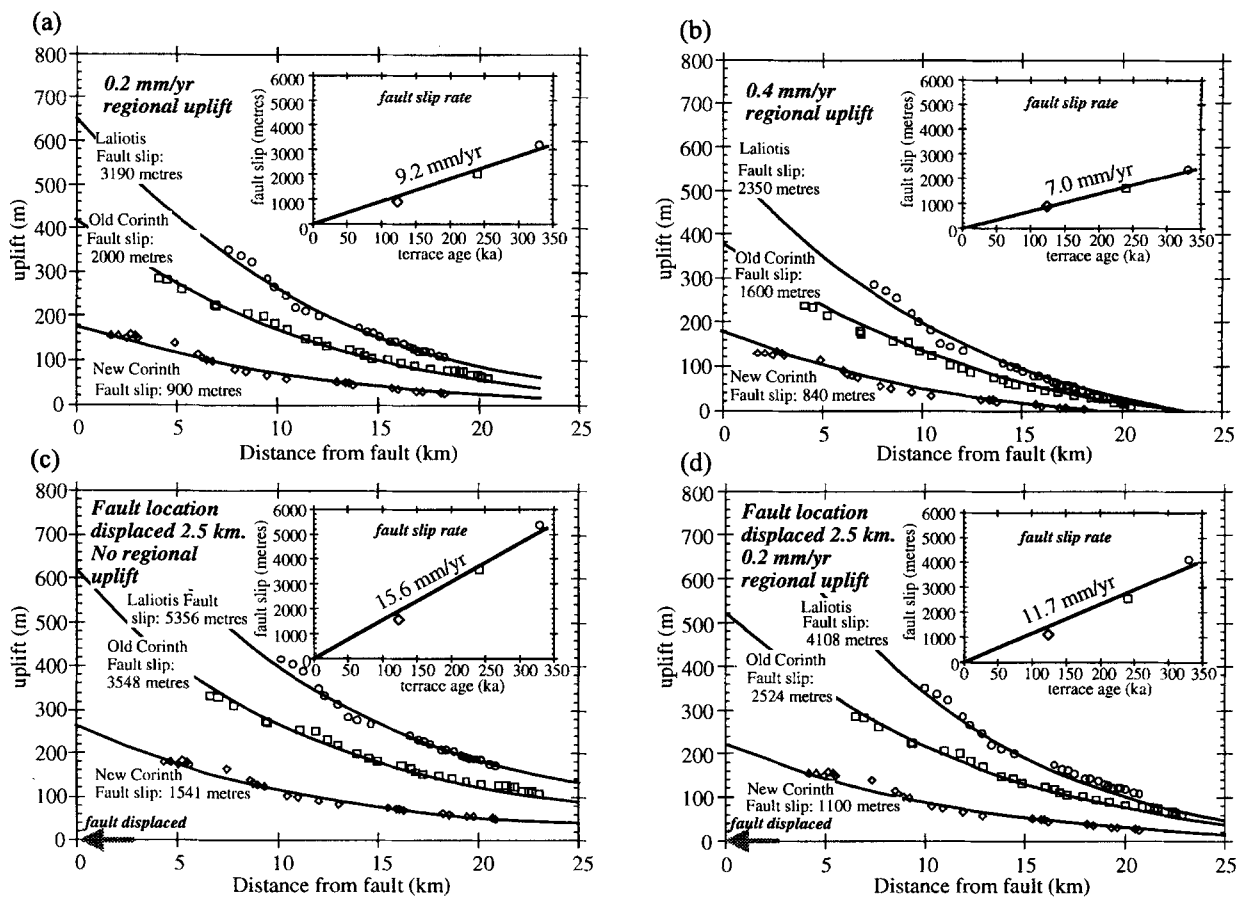 (a)
800
700
600
500
400
300
200
100
0
uplift (m)
0.2 mm/yr
regional uplift
Laliotis
Fault slip:
3190 metres
Old Corinth
Fault slip:
2000 metres
New Corinth
Fault slip: 900 metres
6000
5000
4000
3000
2000
1000
0
fault slip (metres)
fault slip rate
9.2 mm/yr
0 50 100 150 200 250 300 350
terrace age (ka)
0 5 10 15 20 25
Distance from fault (km)
(b)
800
700
600
500
400
300
200
100
0
uplift (m)
0.4 mm/yr
regional uplift
Laliotis
Fault slip:
2350 metres
Old Corinth
Fault slip:
1600 metres
New Corinth
Fault slip: 840 metres
6000
5000
4000
3000
2000
1000
0
fault slip (metres)
fault slip rate
7.0 mm/yr
0 50 100 150 200 250 300 350
terrace age (ka)
0 5 10 15 20 25
Distance from fault (km)
(c)
800
700
600
500
400
300
200
100
0
uplift (m)
Fault location
displaced 2.5 km.
No regional
uplift
Laliotis Fault
slip: 5356 metres
Old Corinth
Fault slip:
3548 metres
New Corinth
Fault slip: 1541 metres
fault displaced
6000
5000
4000
3000
2000
1000
0
fault slip (metres)
fault slip rate
15.6 mm/yr
0 50 100 150 200 250 300 350
terrace age (ka)
0 5 10 15 20 25
Distance from fault (km)
(d)
800
700
600
500
400
300
200
100
0
uplift (m)
Fault location
displaced 2.5 km.
0.2 mm/yr
regional uplift
Laliotis
Fault slip:
4108 metres
Old Corinth
Fault slip:
2524 metres
New Corinth
Fault slip: 1100 metres
fault displaced
6000
5000
4000
3000
2000
1000
0
fault slip (metres)
fault slip rate
11.7 mm/yr
0 50 100 150 200 250 300 350
terrace age (ka)
0 5 10 15 20 25
Distance from fault (km)